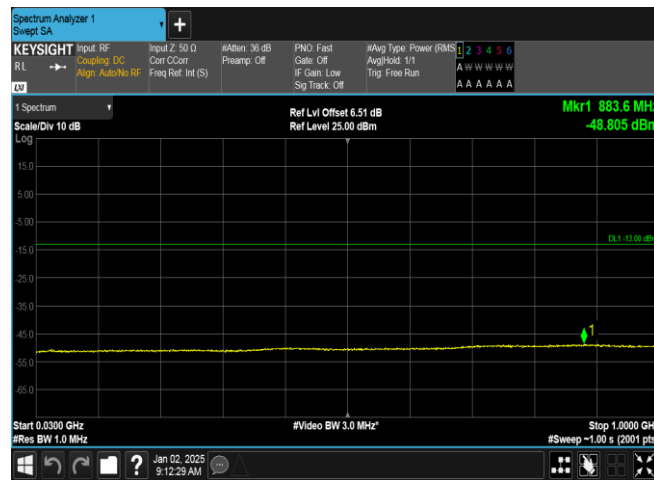 Spectrum Analyzer 1
Swept SA
+
KEYSIGHT Input: RF Input Z: 50 Ω #Atten: 36 dB PNO: Fast #Avg Type: Power (RMS 1 2 3 4 5 6
RL Coupling: DC Corr CCorr Preamp: Off Gate: Off Avg|Hold: 1/1 A W W W W W
Align: Auto/No RF Freq Ref: Int (S) IF Gain: Low Trig: Free Run
LXI Sig Track: Off A A A A A A
1 Spectrum
Ref Lvl Offset 6.51 dB Mkr1 883.6 MHz
Scale/Div 10 dB Ref Level 25.00 dBm -48.805 dBm
Log
15.0
5.00
-5.00
DL1 -13.00 dBm
-15.0
-25.0
-35.0
1
-45.0
-55.0
-65.0
Start 0.0300 GHz #Video BW 3.0 MHz* Stop 1.0000 GH
#Res BW 1.0 MHz #Sweep ~1.00 s (2001 pts
? Jan 02, 2025
9:12:29 AM